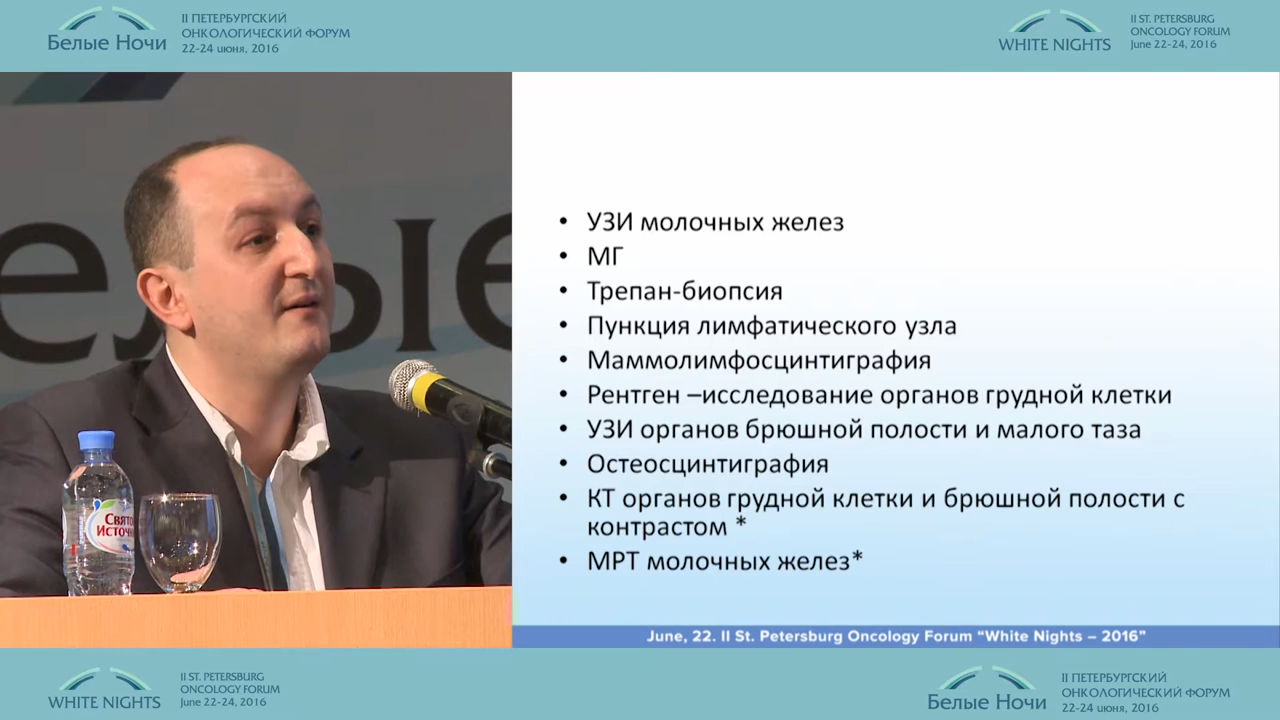 Белые Ночи
II ПЕТЕРБУРГСКИЙ
ОНКОЛОГИЧЕСКИЙ ФОРУМ
22-24 июня, 2016
WHITE NIGHTS
II ST. PETERSBURG
ONCOLOGY FORUM
June 22-24, 2016
елые
Свято
Источн
• УЗИ молочных желез
• МГ
• Трепан-биопсия
• Пункция лимфатического узла
• Маммолимфосцинтиграфия
• Рентген –исследование органов грудной клетки
• УЗИ органов брюшной полости и малого таза
• Остеосцинтиграфия
• КТ органов грудной клетки и брюшной полости с
контрастом *
• МРТ молочных желез*
June, 22. II St. Petersburg Oncology Forum “White Nights – 2016”
WHITE NIGHTS
II ST. PETERSBURG
ONCOLOGY FORUM
June 22-24, 2016
Белые Ночи
II ПЕТЕРБУРГСКИЙ
ОНКОЛОГИЧЕСКИЙ ФОРУМ
22-24 июня, 2016